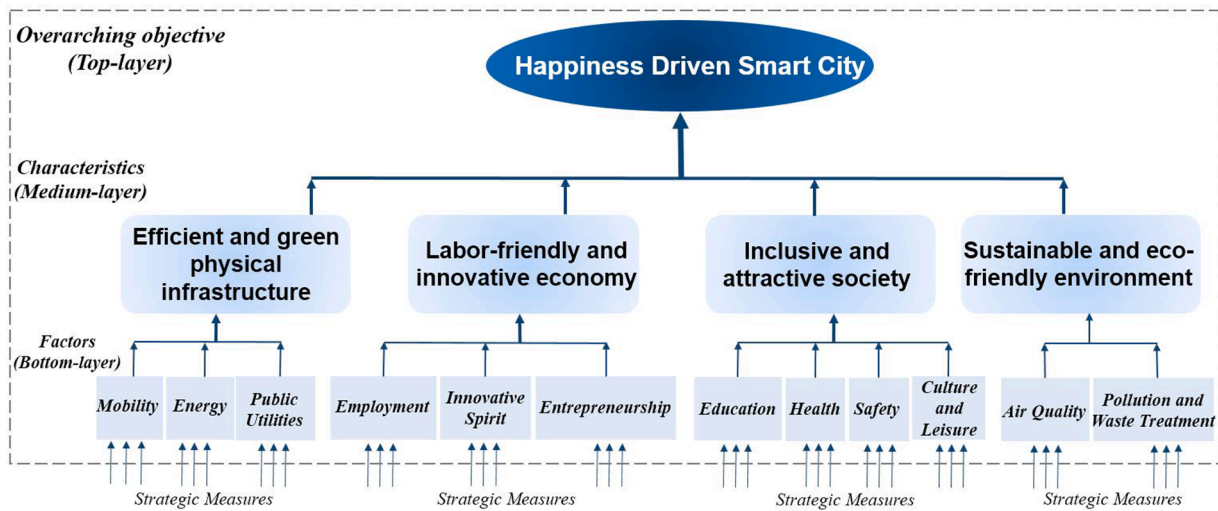 Overarching objective
(Top-layer)
Happiness Driven Smart City
Characteristics
(Medium-layer)
Efficient and green
physical
infrastructure
Labor-friendly and
innovative economy
Inclusive and
attractive society
Sustainable and eco-
friendly environment
Factors
(Bottom-layer)
Mobility
Energy
Public
Utilities
Employment
Innovative
Spirit
Entrepreneurship
Education
Health
Safety
Culture
and
Leisure
Air Quality
Pollution and
Waste Treatment
Strategic Measures
Strategic Measures
Strategic Measures
Strategic Measures